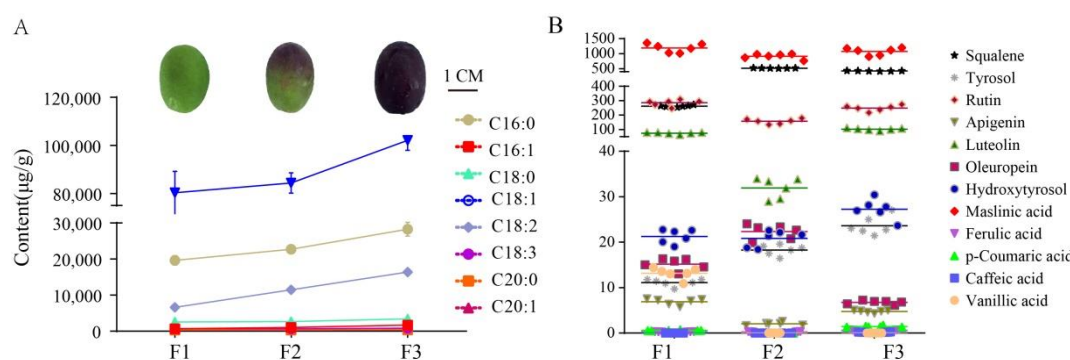 A
1 CM
120,000
100,000
80,000
30,000
20,000
10,000
0
Content(μg/g)
F1
F2
F3
C16:0
C16:1
C18:0
C18:1
C18:2
C18:3
C20:0
C20:1
B
1500
1000
500
400
300
200
100
40
30
20
10
0
F1
F2
F3
Squalene
Tyrosol
Rutin
Apigenin
Luteolin
Oleuropein
Hydroxytyrosol
Maslinic acid
Ferulic acid
p-Coumaric acid
Caffeic acid
Vanillic acid